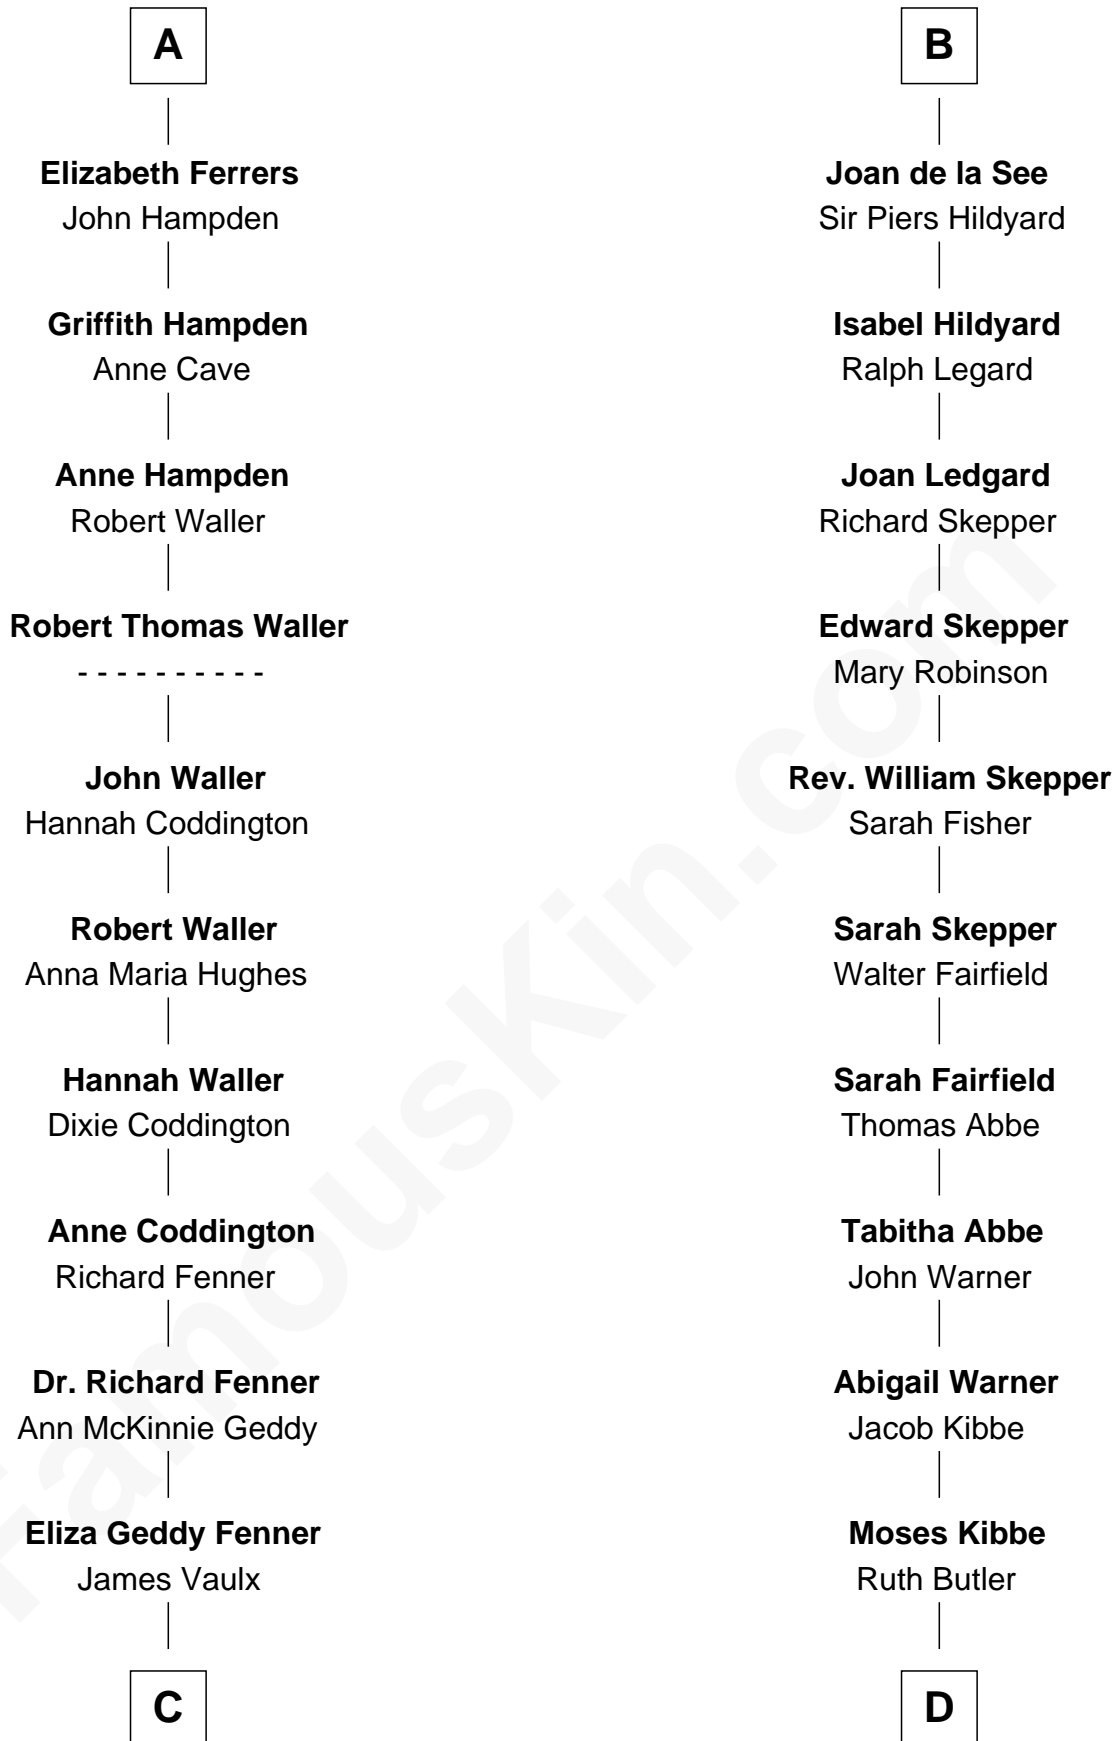 A
Elizabeth Ferrers
John Hampden
Griffith Hampden
Anne Cave
Anne Hampden
Robert Waller
Robert Thomas Waller
- - - - - - - - - -
John Waller
Hannah Coddington
Robert Waller
Anna Maria Hughes
Hannah Waller
Dixie Coddington
Anne Coddington
Richard Fenner
Dr. Richard Fenner
Ann McKinnie Geddy
Eliza Geddy Fenner
James Vaulx
C
B
Joan de la See
Sir Piers Hildyard
Isabel Hildyard
Ralph Legard
Joan Ledgard
Richard Skepper
Edward Skepper
Mary Robinson
Rev. William Skepper
Sarah Fisher
Sarah Skepper
Walter Fairfield
Sarah Fairfield
Thomas Abbe
Tabitha Abbe
John Warner
Abigail Warner
Jacob Kibbe
Moses Kibbe
Ruth Butler
D
FamousKin.com